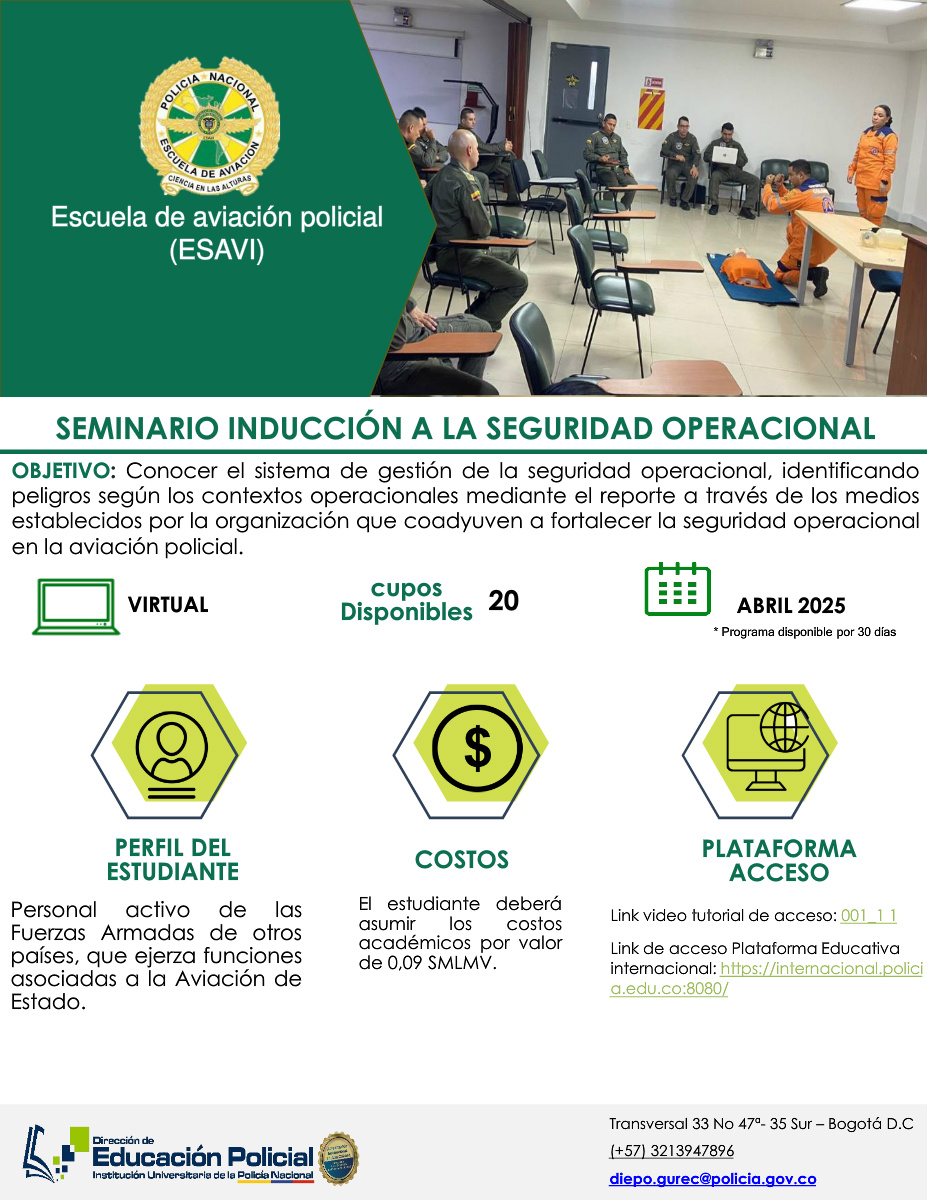 POLICIA NACIONAL
ESCUELA DE AVIACIÓN
CIENCIA EN LAS ALTURAS
Escuela de aviación policial
(ESAVI)
SEMINARIO INDUCCIÓN A LA SEGURIDAD OPERACIONAL
OBJETIVO: Conocer el sistema de gestión de la seguridad operacional, identificando
peligros según los contextos operacionales mediante el reporte a través de los medios
establecidos por la organización que coadyuven a fortalecer la seguridad operacional
en la aviación policial.
VIRTUAL
cupos
Disponibles 20
ABRIL 2025
* Programa disponible por 30 días
PERFIL DEL
ESTUDIANTE
Personal activo de las
Fuerzas Armadas de otros
países, que ejerza funciones
asociadas a la Aviación de
Estado.
$
COSTOS
El estudiante deberá
asumir los costos
académicos por valor
de 0,09 SMLMV.
PLATAFORMA
ACCESO
Link video tutorial de acceso: 001_1 1
Link de acceso Plataforma Educativa
internacional: https://internacional.polici
a.edu.co:8080/
Dirección de
Educación Policial
Institución Universitaria de la Policía Nacional
Transversal 33 No 47ª- 35 Sur – Bogotá D.C
(+57) 3213947896
diepo.gurec@policia.gov.co